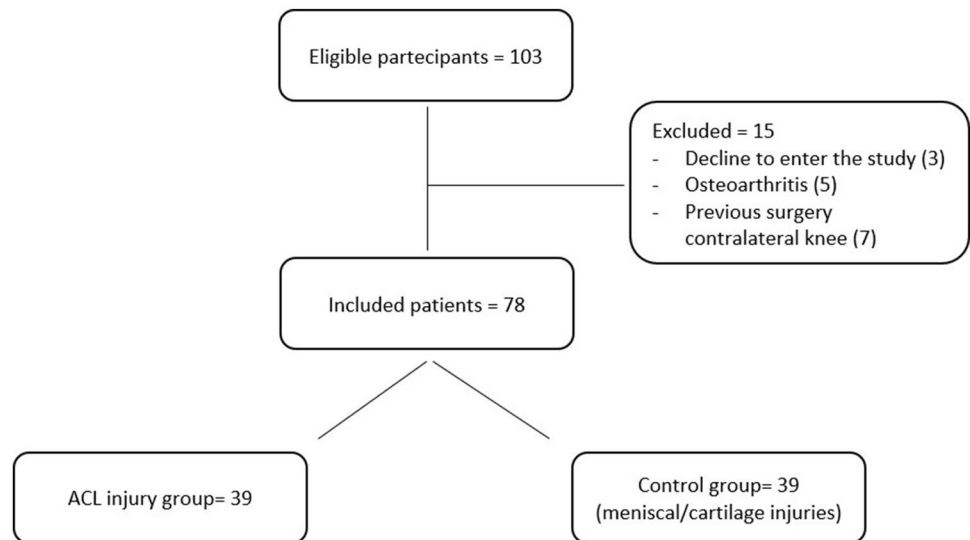 Eligible partecipants = 103
Excluded = 15
- Decline to enter the study (3)
- Osteoarthritis (5)
- Previous surgery
contralateral knee (7)
Included patients = 78
ACL injury group= 39
Control group= 39
(meniscal/cartilage injuries)